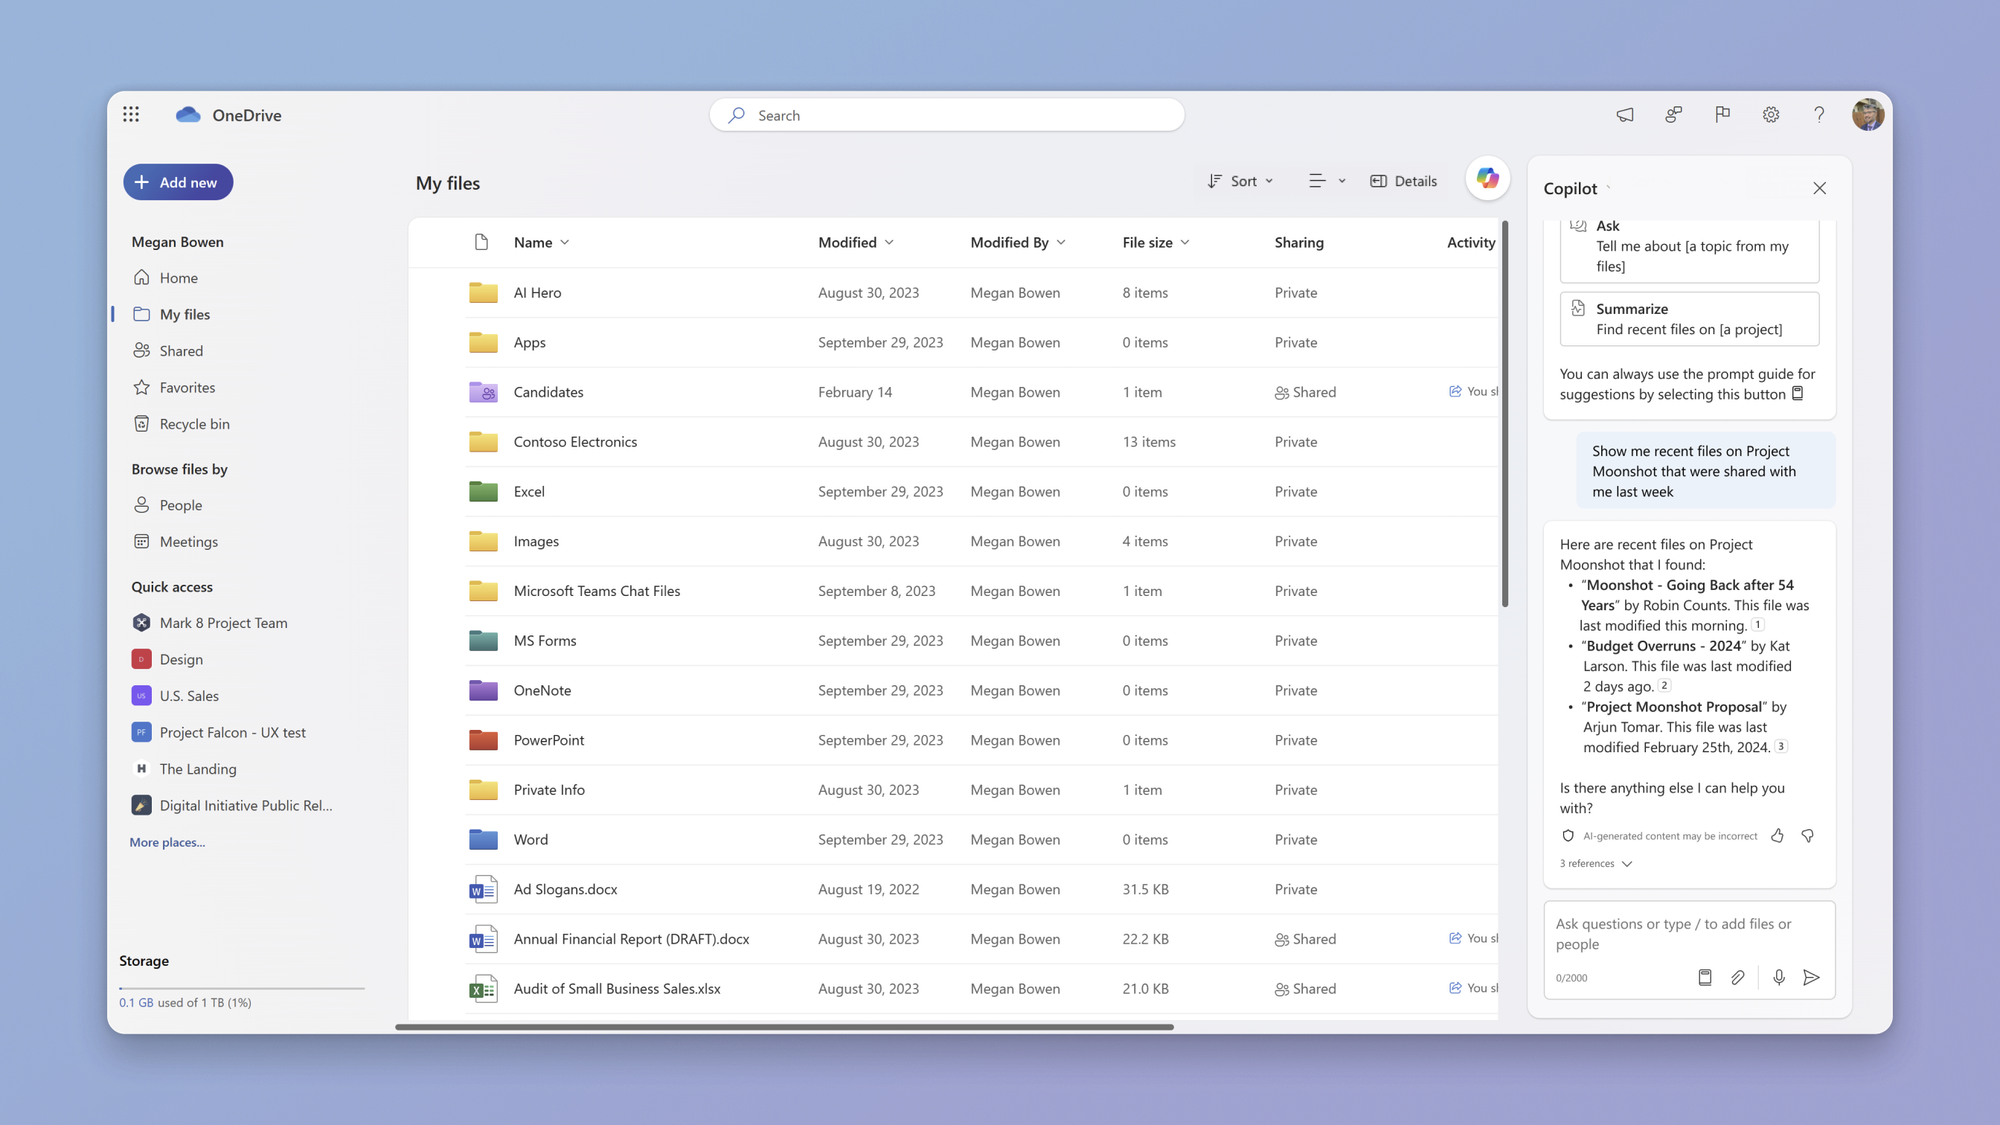 OneDrive
Search
Add new
Megan Bowen
Home
My files
Shared
Favorites
Recycle bin
Browse files by
People
Meetings
Quick access
Mark 8 Project Team
D Design
US U.S. Sales
PF Project Falcon - UX test
H The Landing
Digital Initiative Public Rel...
More places...
Storage
0.1 GB used of 1 TB (1%)
My files
Sort
Details
Name Modified Modified By File size Sharing Activity
AI Hero August 30, 2023 Megan Bowen 8 items Private
Apps September 29, 2023 Megan Bowen 0 items Private
Candidates February 14 Megan Bowen 1 item Shared You sh
Contoso Electronics August 30, 2023 Megan Bowen 13 items Private
Excel September 29, 2023 Megan Bowen 0 items Private
Images August 30, 2023 Megan Bowen 4 items Private
Microsoft Teams Chat Files September 8, 2023 Megan Bowen 1 item Private
MS Forms September 29, 2023 Megan Bowen 0 items Private
OneNote September 29, 2023 Megan Bowen 0 items Private
PowerPoint September 29, 2023 Megan Bowen 0 items Private
Private Info August 30, 2023 Megan Bowen 1 item Private
Word September 29, 2023 Megan Bowen 0 items Private
W Ad Slogans.docx August 19, 2022 Megan Bowen 31.5 KB Private
W Annual Financial Report (DRAFT).docx August 30, 2023 Megan Bowen 22.2 KB Shared You sh
X Audit of Small Business Sales.xlsx August 30, 2023 Megan Bowen 21.0 KB Shared You sh
Copilot
Ask
Tell me about [a topic from my
files]
Summarize
Find recent files on [a project]
You can always use the prompt guide for
suggestions by selecting this button
Show me recent files on Project
Moonshot that were shared with
me last week
Here are recent files on Project
Moonshot that I found:
• “Moonshot - Going Back after 54
Years” by Robin Counts. This file was
last modified this morning. 1
• “Budget Overruns - 2024” by Kat
Larson. This file was last modified
2 days ago. 2
• “Project Moonshot Proposal” by
Arjun Tomar. This file was last
modified February 25th, 2024. 3
Is there anything else I can help you
with?
AI-generated content may be incorrect
3 references
Ask questions or type / to add files or
people
0/2000